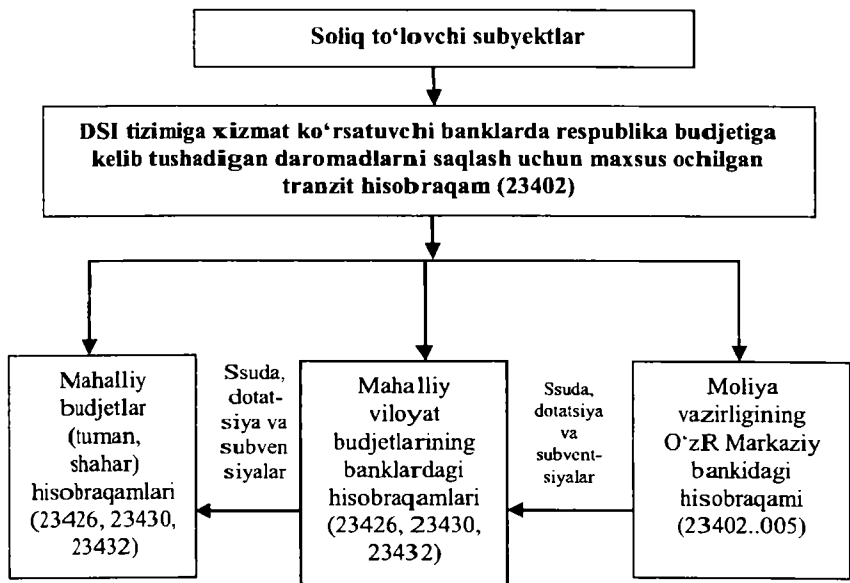 Soliq to‘lovchi subyektlar
DSI tizimiga xizmat ko‘rsatuvchi banklarda respublika budjetiga
kelib tushadigan daromadlarni saqlash uchun maxsus ochilgan
tranzit hisobraqam (23402)
Mahalliy
budjetlar
(tuman,
shahar)
hisobraqamlari
(23426, 23430,
23432)
Ssuda,
dotat-
siya va
subven
siyalar
Mahalliy
viloyat
budjetlarining
banklardagi
hisobraqamlari
(23426, 23430,
23432)
Ssuda,
dotatsiya
va
subvent-
siyalar
Moliya
vazirligining
O‘zR Markaziy
bankidagi
hisobraqami
(23402..005)